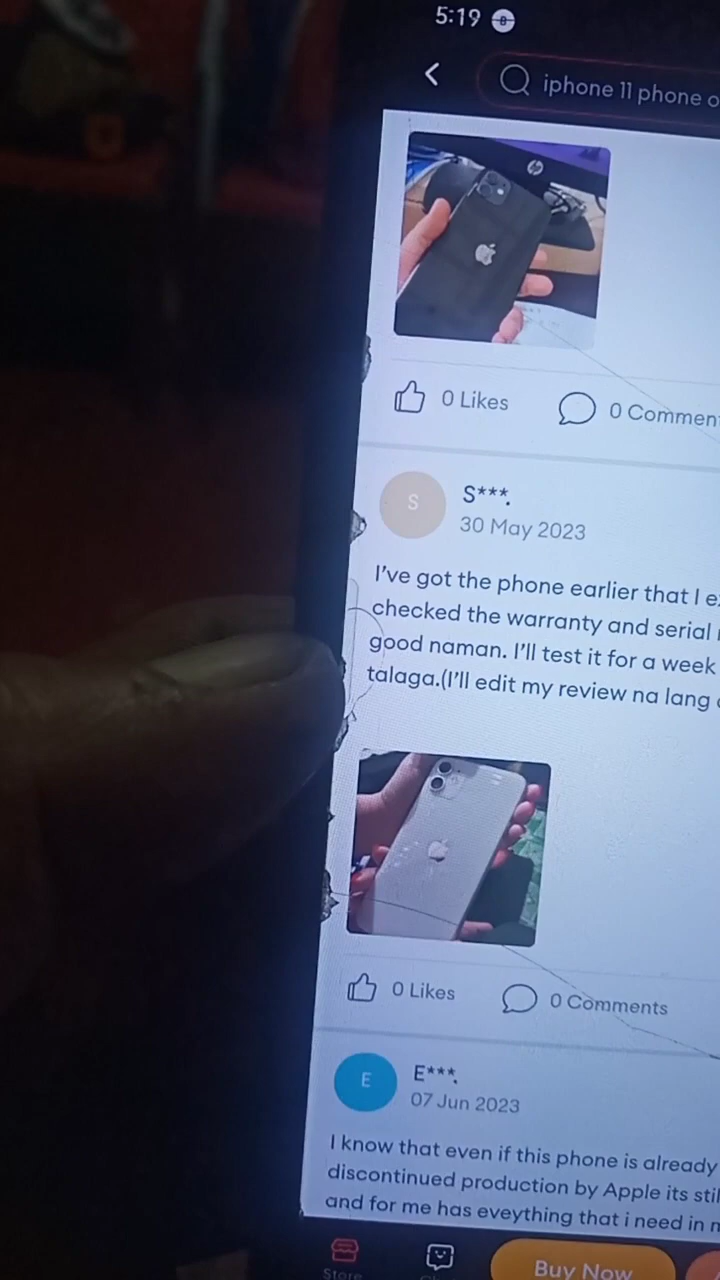 5:19
iphone 11 phone o
0 Likes
0 Commen
S
S***.
30 May 2023
I've got the phone earlier that I e
checked the warranty and serial
good naman. I'll test it for a week
talaga.(I'll edit my review na lang
0 Likes
0 Comments
E
E***.
07 Jun 2023
I know that even if this phone is already
discontinued production by Apple its stil
and for me has eveything that i need in
Store
Buy Now